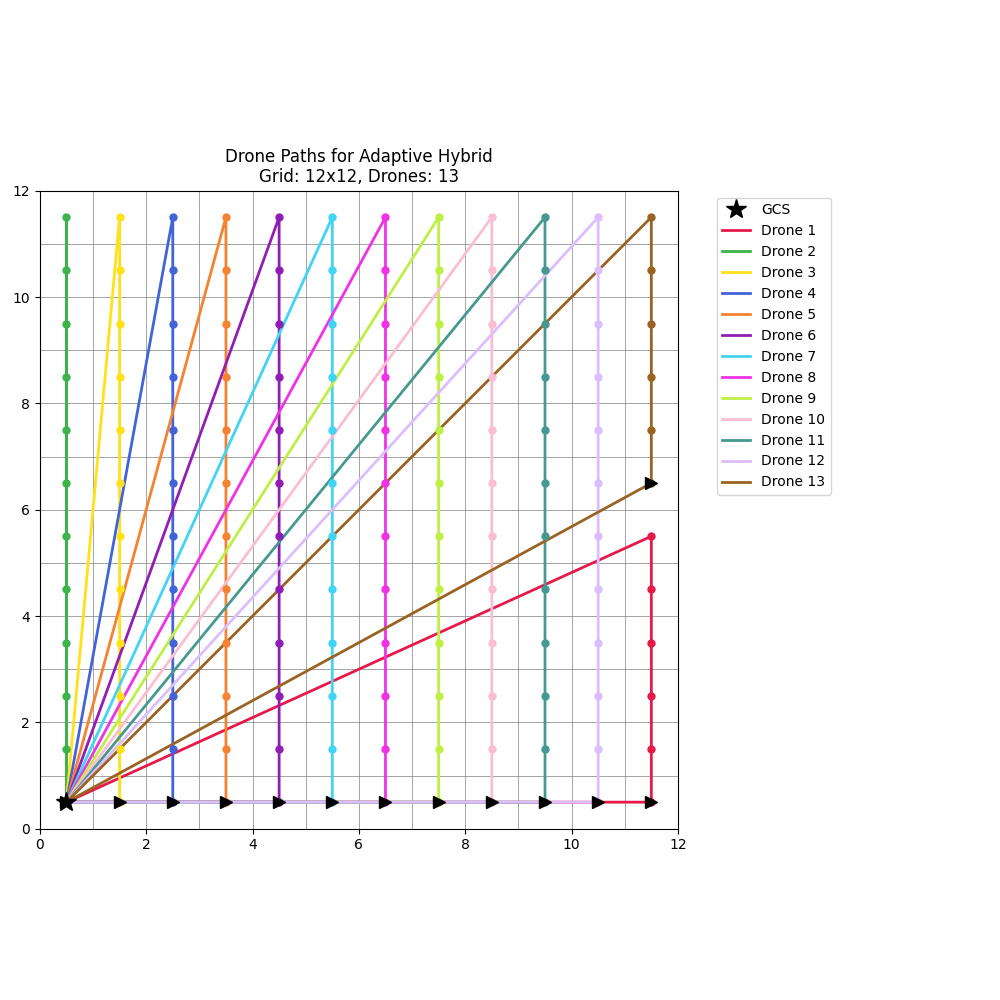 Drone Paths for Adaptive Hybrid
Grid: 12x12, Drones: 13
12
10
8
6
4
2
0
0 2 4 6 8 10 12
GCS
Drone 1
Drone 2
Drone 3
Drone 4
Drone 5
Drone 6
Drone 7
Drone 8
Drone 9
Drone 10
Drone 11
Drone 12
Drone 13